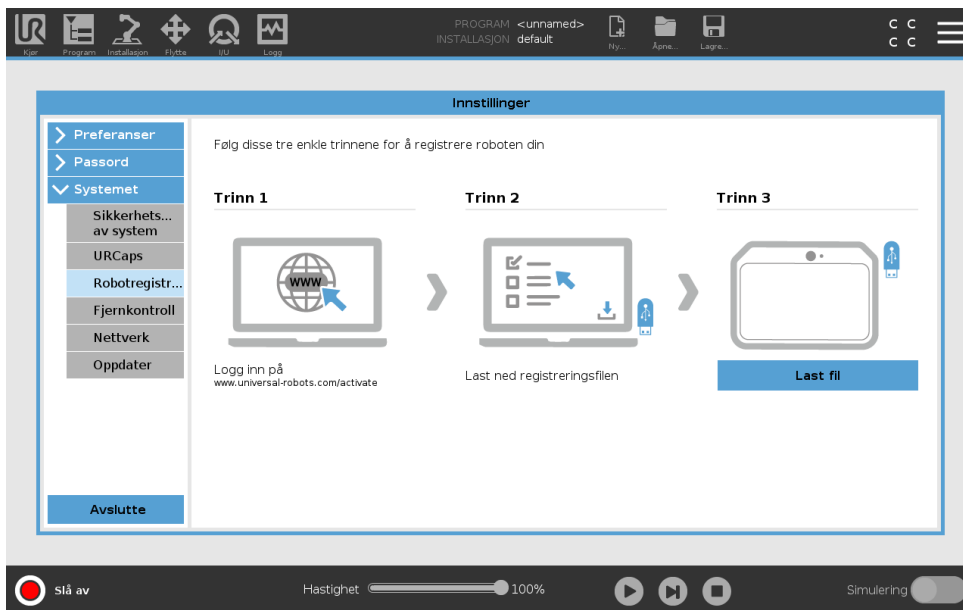 PROGRAM <unnamed>
INSTALLASJON default
Kjør Program Installasjon Flytte I/U Logg
Ny... Åpne... Lagre...
C C
C C
Innstillinger
Preferanser
Passord
Systemet
Sikkerhets...
av system
URCaps
Robotregistr...
Fjernkontroll
Nettverk
Oppdater
Avslutte
Følg disse tre enkle trinnene for å registrere roboten din
Trinn 1
WWW
Logg inn på
www.universal-robots.com/activate
Trinn 2
Last ned registreringsfilen
Trinn 3
Last fil
Slå av
Hastighet
100%
Simulering